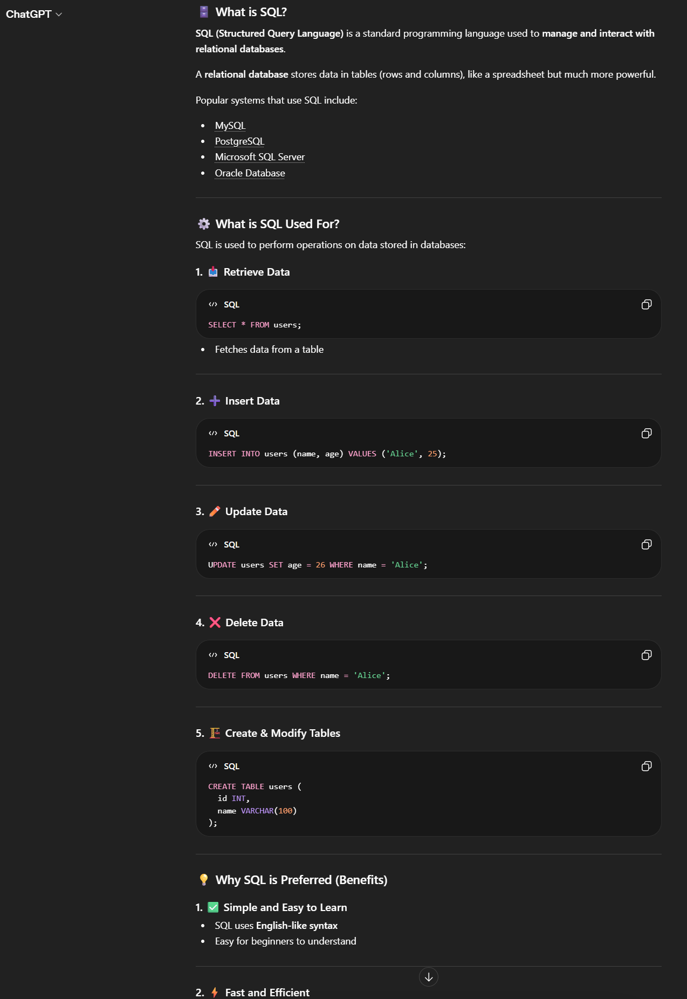 ChatGPT
What is SQL?
SQL (Structured Query Language) is a standard programming language used to manage and interact with
relational databases.
A relational database stores data in tables (rows and columns), like a spreadsheet but much more powerful.
Popular systems that use SQL include:
• MySQL
• PostgreSQL
• Microsoft SQL Server
• Oracle Database
What is SQL Used For?
SQL is used to perform operations on data stored in databases:
1. Retrieve Data
SQL
SELECT * FROM users;
• Fetches data from a table
2. Insert Data
SQL
INSERT INTO users (name, age) VALUES ('Alice', 25);
3. Update Data
SQL
UPDATE users SET age = 26 WHERE name = 'Alice';
4. Delete Data
SQL
DELETE FROM users WHERE name = 'Alice';
5. Create & Modify Tables
SQL
CREATE TABLE users (
  id INT,
  name VARCHAR(100)
);
Why SQL is Preferred (Benefits)
1. Simple and Easy to Learn
• SQL uses English-like syntax
• Easy for beginners to understand
2. Fast and Efficient